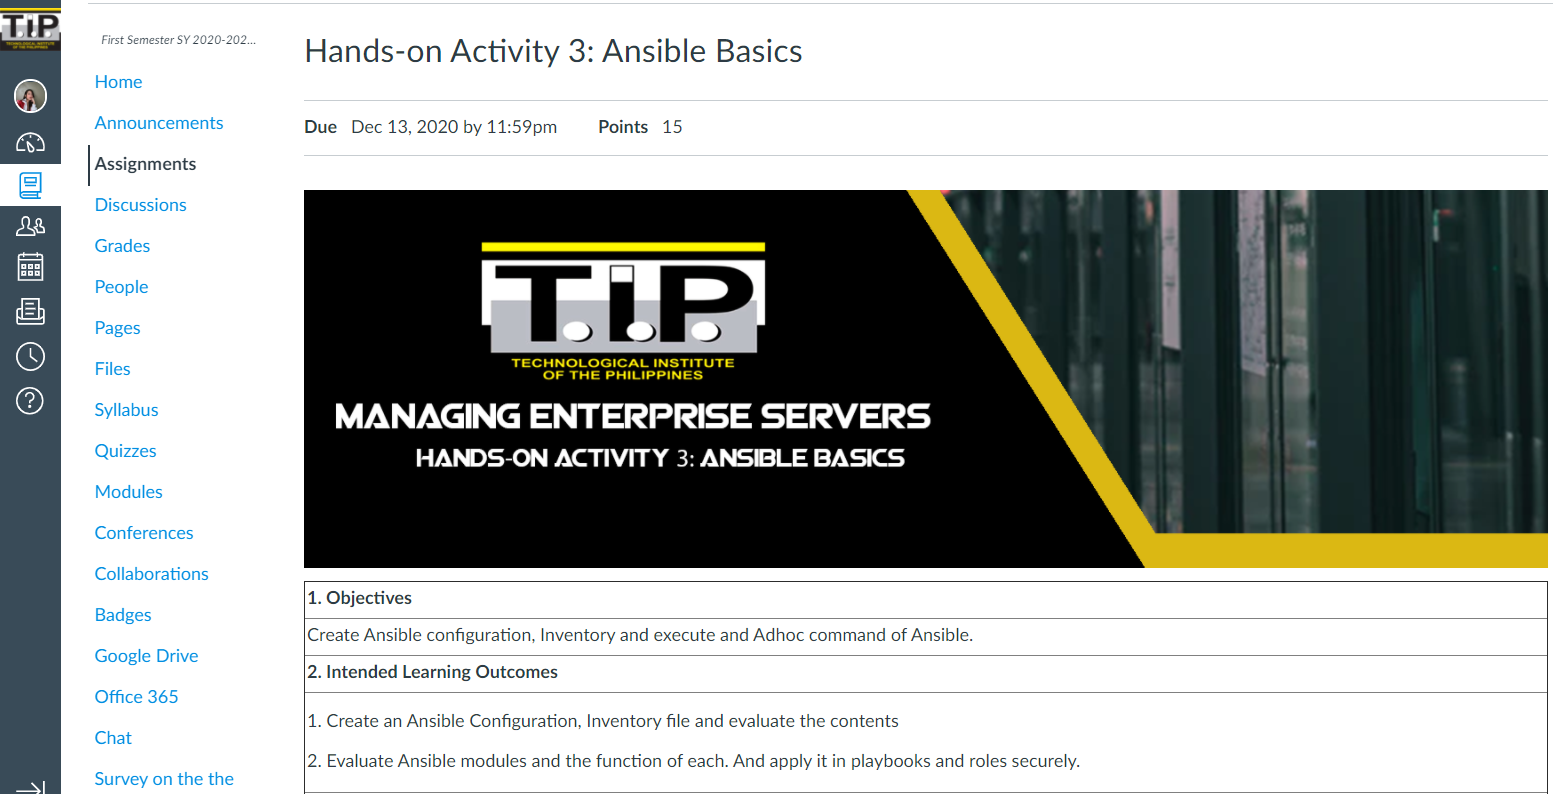 T.I.P
TECHNOLOGICAL INSTITUTE
OF THE PHILIPPINES
First Semester SY 2020-202...
Home
Announcements
Assignments
Discussions
Grades
People
Pages
Files
Syllabus
Quizzes
Modules
Conferences
Collaborations
Badges
Google Drive
Office 365
Chat
Survey on the the
Hands-on Activity 3: Ansible Basics
Due Dec 13, 2020 by 11:59pm Points 15
T.I.P.
TECHNOLOGICAL INSTITUTE
OF THE PHILIPPINES
MANAGING ENTERPRISE SERVERS
HANDS-ON ACTIVITY 3: ANSIBLE BASICS
1. Objectives
Create Ansible configuration, Inventory and execute and Adhoc command of Ansible.
2. Intended Learning Outcomes
1. Create an Ansible Configuration, Inventory file and evaluate the contents
2. Evaluate Ansible modules and the function of each. And apply it in playbooks and roles securely.